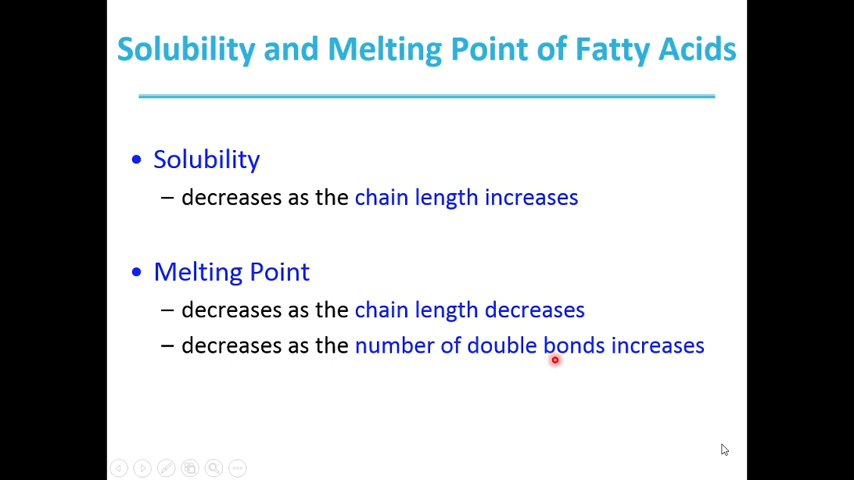 Solubility and Melting Point of Fatty Acids
• Solubility
– decreases as the chain length increases
• Melting Point
– decreases as the chain length decreases
– decreases as the number of double bonds increases